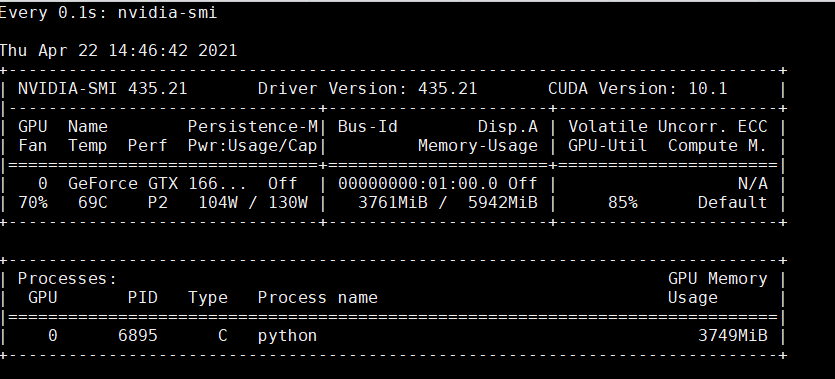 Every 0.1s: nvidia-smi
Thu Apr 22 14:46:42 2021
+-----------------------------------------------------------------------------+
| NVIDIA-SMI 435.21       Driver Version: 435.21       CUDA Version: 10.1     |
|-------------------------------+----------------------+----------------------+
| GPU  Name        Persistence-M| Bus-Id        Disp.A | Volatile Uncorr. ECC |
| Fan  Temp  Perf  Pwr:Usage/Cap|         Memory-Usage | GPU-Util  Compute M. |
|===============================+======================+======================|
|   0  GeForce GTX 166...  Off  | 00000000:01:00.0 Off |                  N/A |
| 70%   69C    P2   104W / 130W |   3761MiB /  5942MiB |     85%      Default |
+-------------------------------+----------------------+----------------------+
+-----------------------------------------------------------------------------+
| Processes:                                                       GPU Memory |
|  GPU       PID   Type   Process name                             Usage      |
|=============================================================================|
|    0      6895      C   python                                      3749MiB |
+-----------------------------------------------------------------------------+